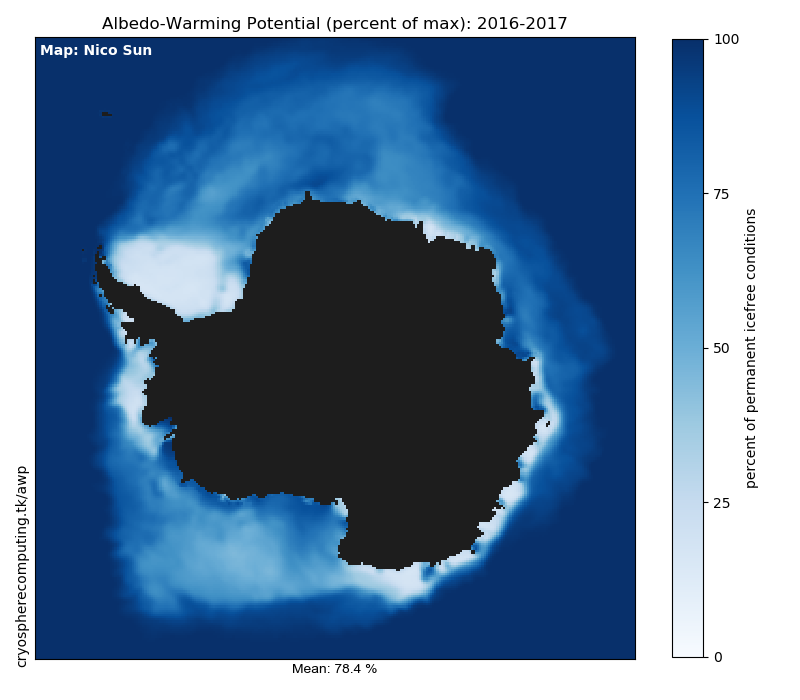 Albedo-Warming Potential (percent of max): 2016-2017
Map: Nico Sun
100
75
50
25
0
percent of permanent icefree conditions
cryospherecomputing.tk/awp
Mean: 78.4 %